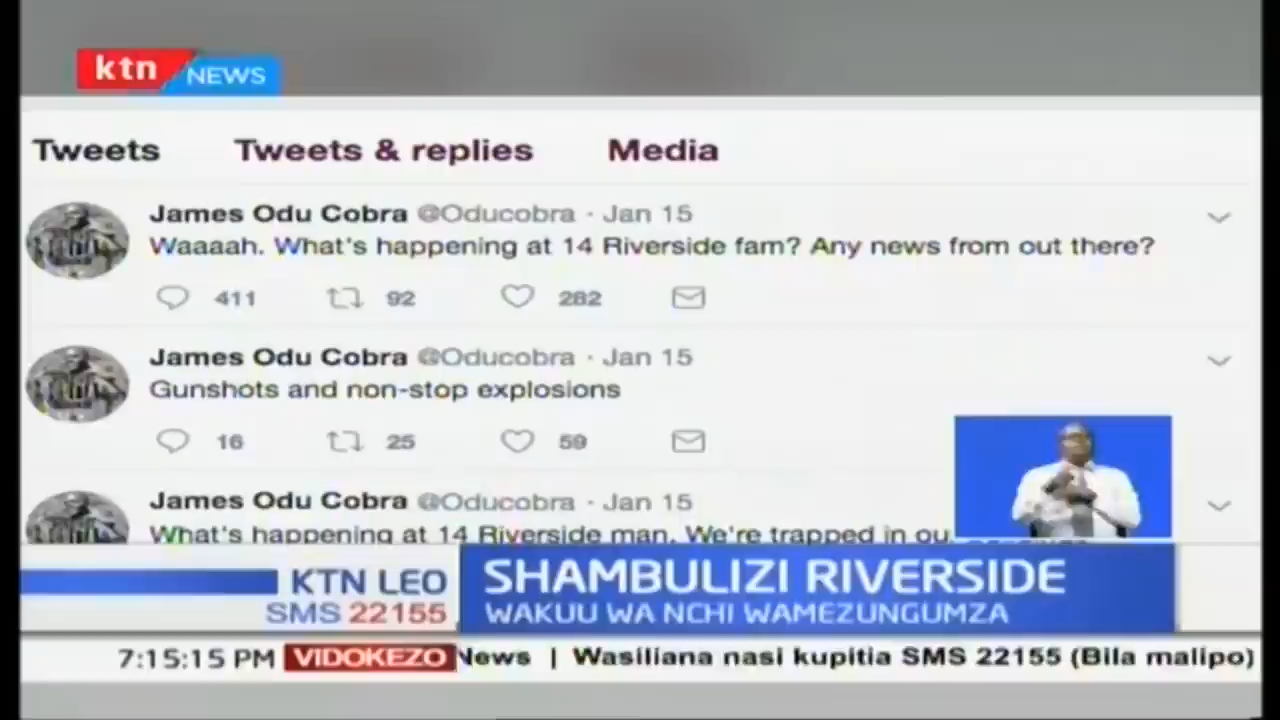 ktn NEWS
Tweets Tweets & replies Media
James Odu Cobra @Oducobra · Jan 15
Waaaah. What's happening at 14 Riverside fam? Any news from out there?
411 92 282
James Odu Cobra @Oducobra · Jan 15
Gunshots and non-stop explosions
16 25 59
James Odu Cobra @Oducobra · Jan 15
What's happening at 14 Riverside man. We're trapped in ou
KTN LEO
SMS 22155
SHAMBULIZI RIVERSIDE
WAKUU WA NCHI WAMEZUNGUMZA
7:15:15 PM VIDOKEZO News | Wasiliana nasi kupitia SMS 22155 (Bila malipo)